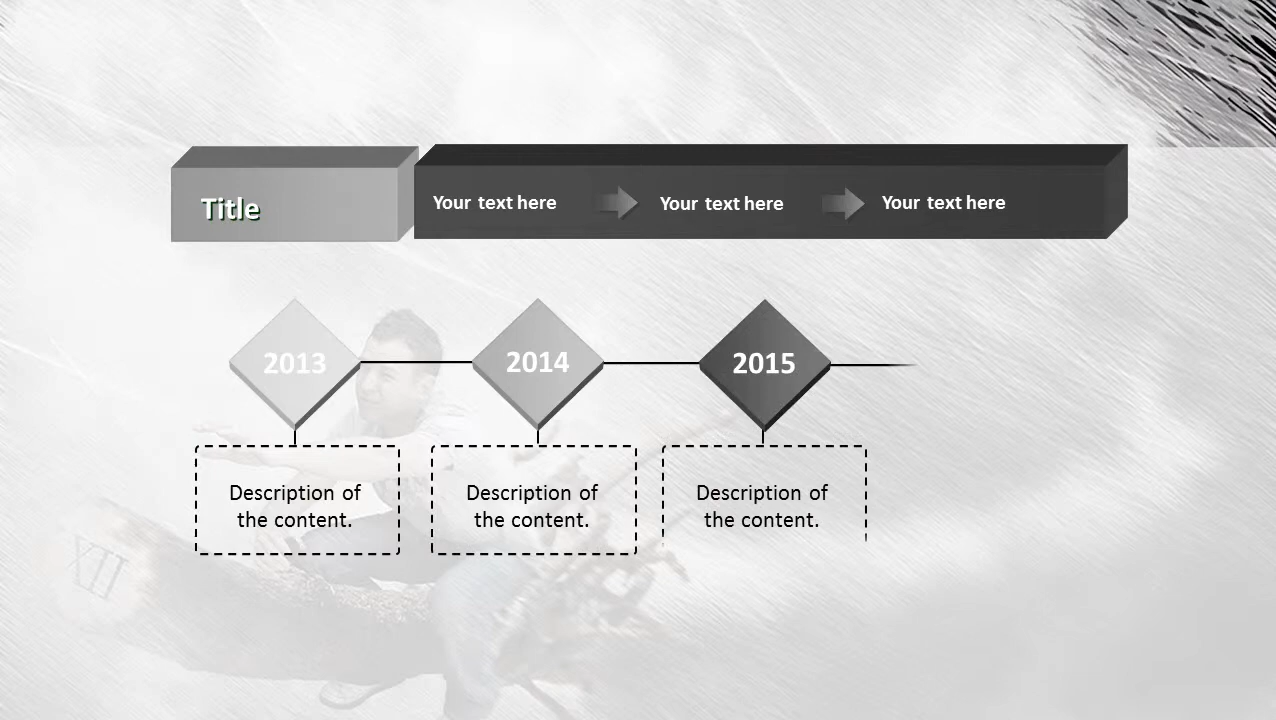 Title
Your text here
Your text here
Your text here
2013
2014
2015
Description of
the content.
Description of
the content.
Description of
the content.
XII